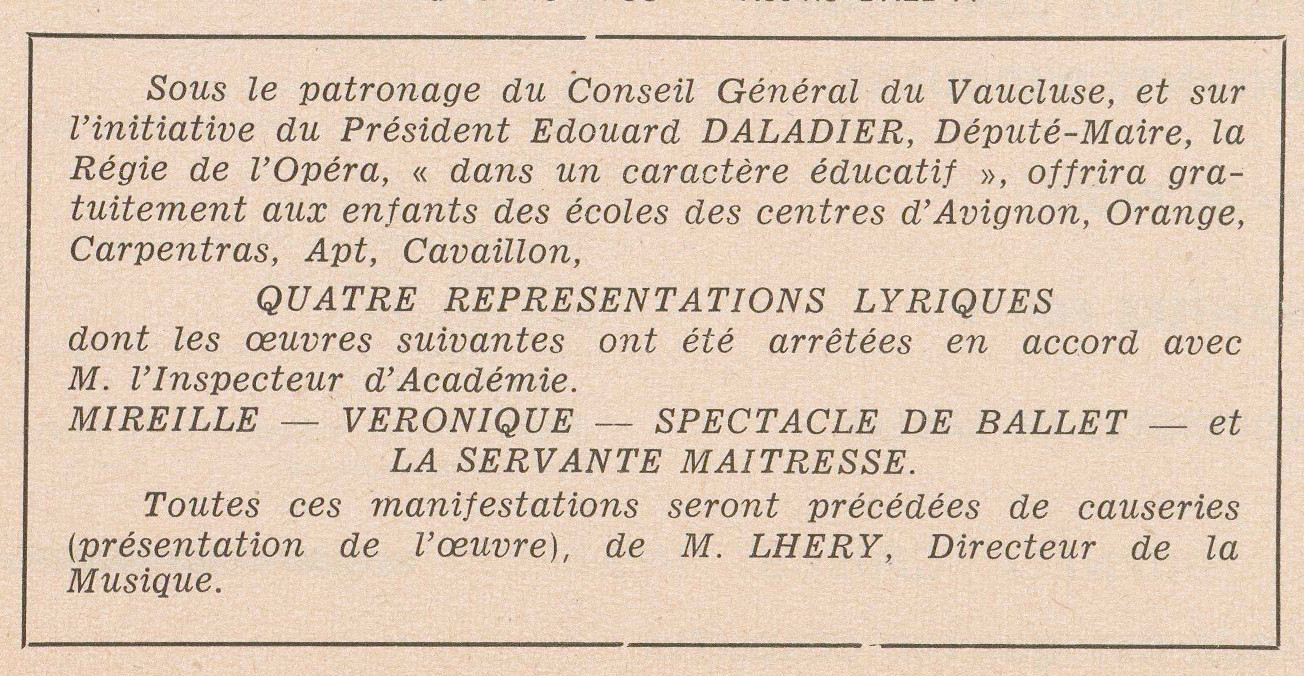 Sous le patronage du Conseil Général du Vaucluse, et sur
l'initiative du Président Edouard DALADIER, Député-Maire, la
Régie de l'Opéra, « dans un caractère éducatif », offrira gra-
tuitement aux enfants des écoles des centres d'Avignon, Orange,
Carpentras, Apt, Cavaillon,
QUATRE REPRESENTATIONS LYRIQUES
dont les œuvres suivantes ont été arrêtées en accord avec
M. l'Inspecteur d'Académie.
MIREILLE — VERONIQUE — SPECTACLE DE BALLET — et
LA SERVANTE MAITRESSE.
Toutes ces manifestations seront précédées de causeries
(présentation de l'œuvre), de M. LHERY, Directeur de la
Musique.